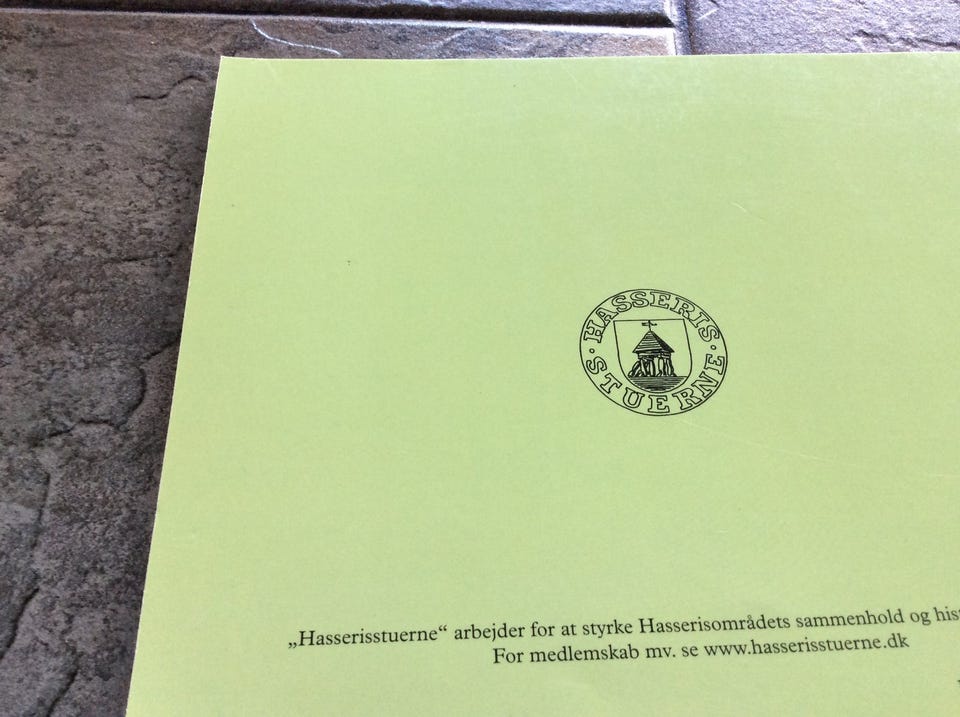 HASSERIS
STUERNE
„Hasserisstuerne“ arbejder for at styrke Hasserisområdets sammenhold og
For medlemskab mv. se www.hasserisstuerne.dk